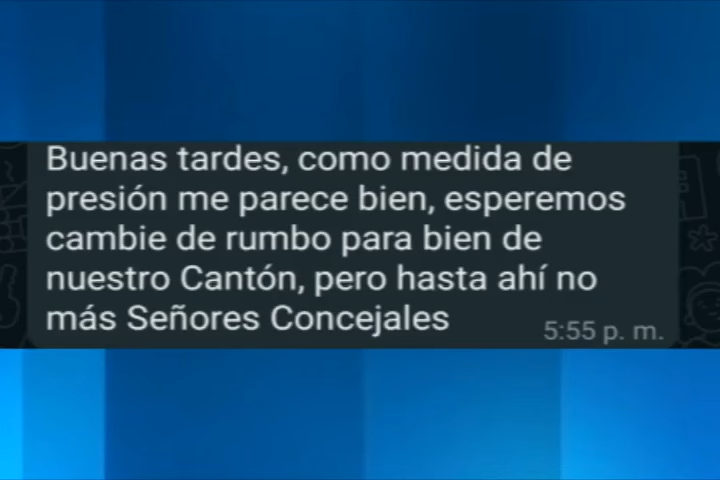 Buenas tardes, como medida de
presión me parece bien, esperemos
cambie de rumbo para bien de
nuestro Cantón, pero hasta ahí no
más Señores Concejales
5:55 p. m.